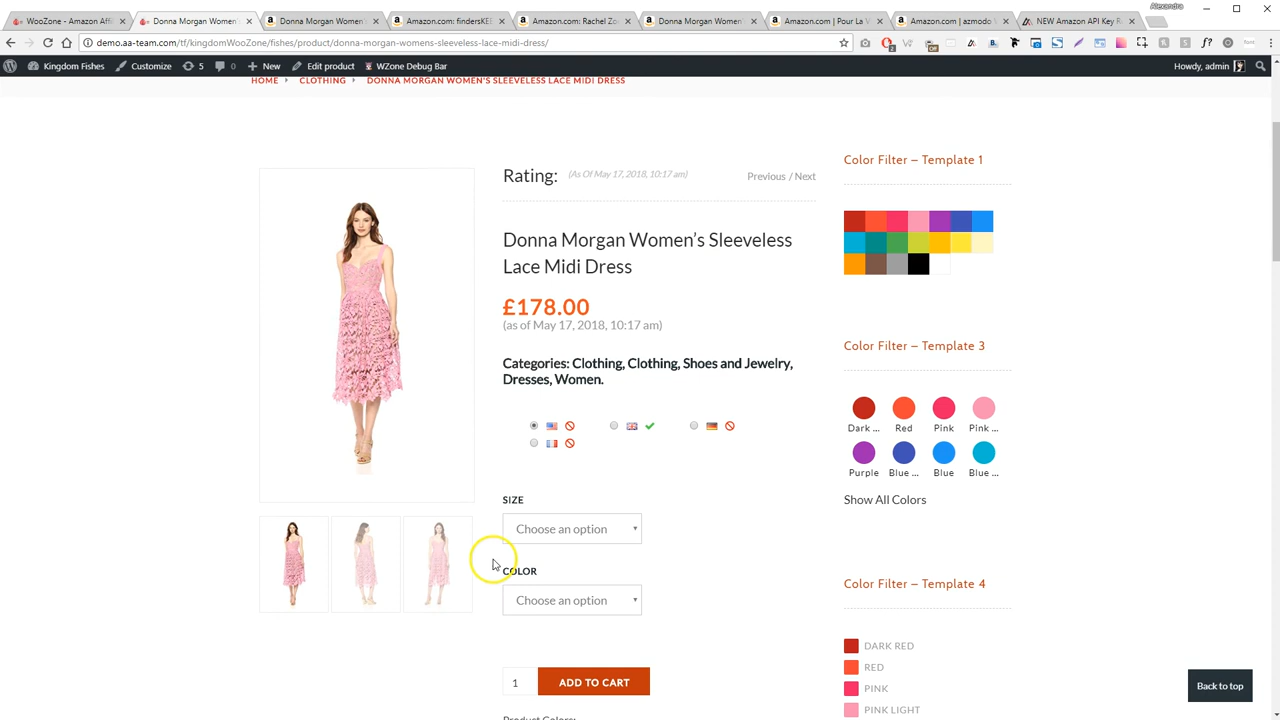 Alexandra
WooZone - Amazon Affi
Donna Morgan Women's
Donna Morgan Women's
Amazon.com: findersKEE
Amazon.com: Rachel Zo
Donna Morgan Women
Amazon.com | Pour La V
Amazon.com | azmodo
NEW Amazon API Key R
demo.aa-team.com/tf/kingdomWooZone/fishes/product/donna-morgan-womens-sleeveless-lace-midi-dress/
Kingdom Fishes Customize 5 0 New Edit product WZone Debug Bar Howdy, admin
HOME CLOTHING DONNA MORGAN WOMEN'S SLEEVELESS LACE MIDI DRESS
Rating: (As Of May 17, 2018, 10:17 am) Previous / Next
Donna Morgan Women's Sleeveless
Lace Midi Dress
£178.00
(as of May 17, 2018, 10:17 am)
Categories: Clothing, Clothing, Shoes and Jewelry,
Dresses, Women.
SIZE
Choose an option
COLOR
Choose an option
1 ADD TO CART
Product Colors:
Color Filter – Template 1
Color Filter – Template 3
Dark ... Red Pink Pink ...
Purple Blue ... Blue Blue ...
Show All Colors
Color Filter – Template 4
DARK RED
RED
PINK
PINK LIGHT
Back to top